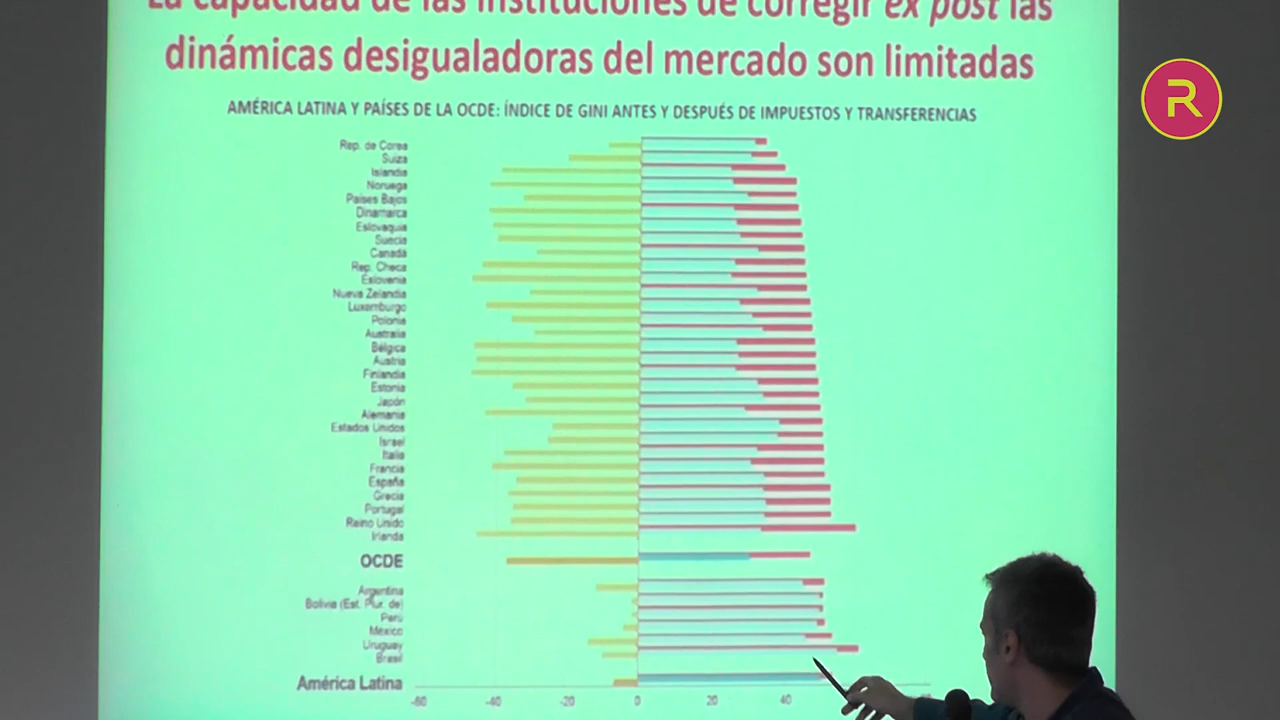 La capacidad de las instituciones de corregir ex post las
dinámicas desigualadoras del mercado son limitadas
AMÉRICA LATINA Y PAÍSES DE LA OCDE: ÍNDICE DE GINI ANTES Y DESPUÉS DE IMPUESTOS Y TRANSFERENCIAS
Rep. de Corea
Suiza
Islandia
Noruega
Países Bajos
Dinamarca
Eslovaquia
Suecia
Canadá
Rep. Checa
Eslovenia
Nueva Zelandia
Luxemburgo
Polonia
Australia
Bélgica
Austria
Finlandia
Estonia
Japón
Alemania
Estados Unidos
Israel
Italia
Francia
España
Grecia
Portugal
Reino Unido
Irlanda
OCDE
Argentina
Bolivia (Est. Plur. de)
Perú
México
Uruguay
Brasil
América Latina
-60 -40 -20 0 20 40
R